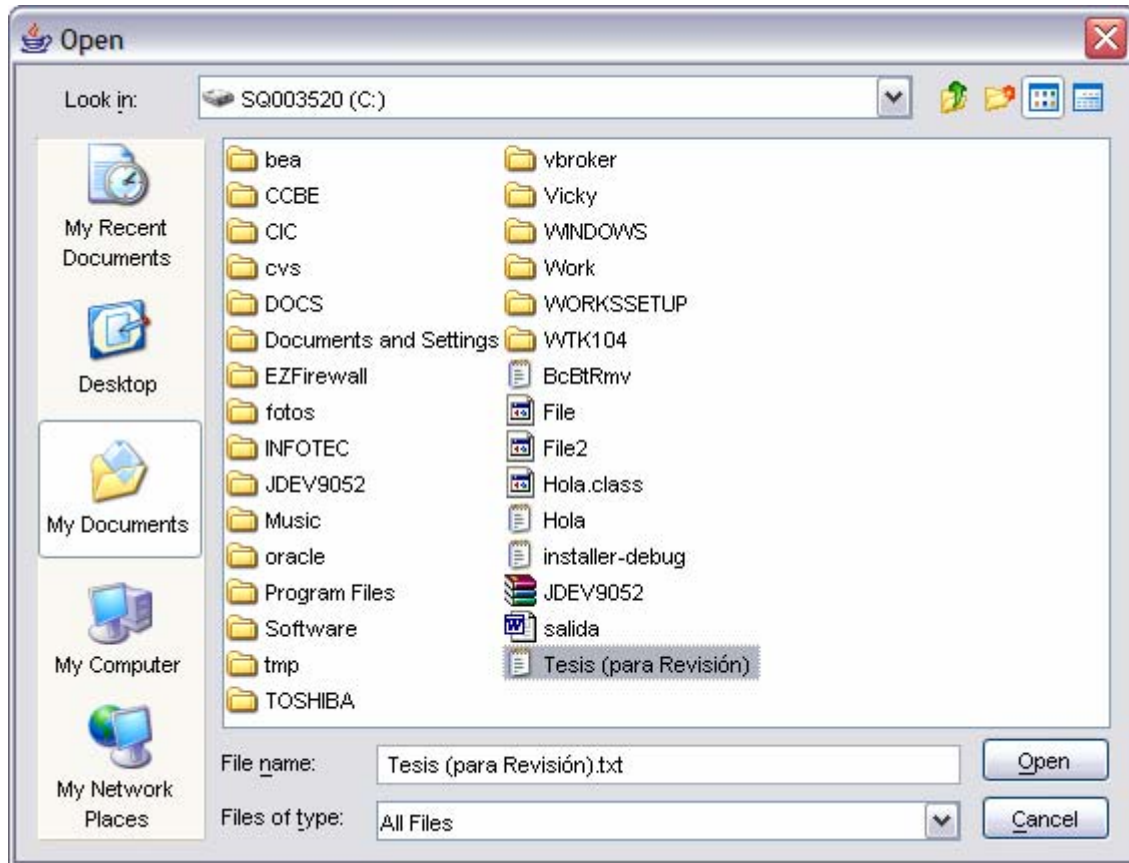 Open
Look in:
SQ003520 (C:)
My Recent
Documents
Desktop
My Documents
My Computer
My Network
Places
bea
CCBE
CIC
cvs
DOCS
Documents and Settings
EZFirewall
fotos
INFOTEC
JDEV9052
Music
oracle
Program Files
Software
tmp
TOSHIBA
vbroker
Vicky
WINDOWS
Work
WORKSSETUP
WTK104
BcBtRmv
File
File2
Hola.class
Hola
installer-debug
JDEV9052
salida
Tesis (para Revisión)
File name:
Tesis (para Revisión).txt
Open
Files of type:
All Files
Cancel